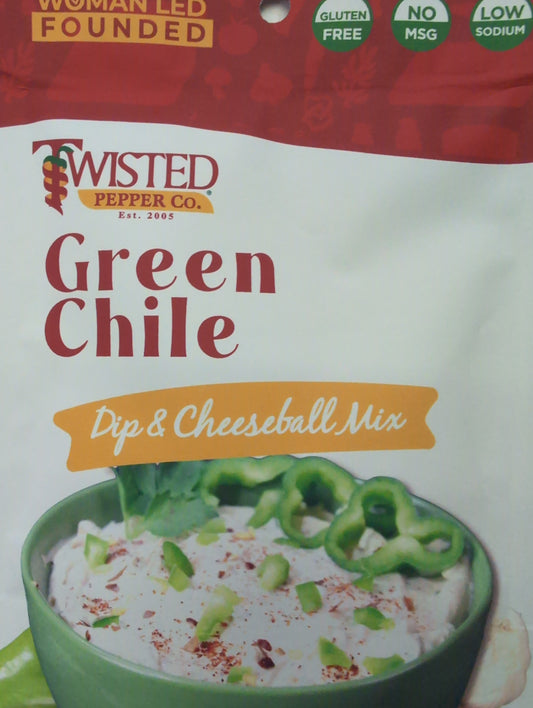 WOMAN LED
FOUNDED
GLUTEN
FREE
NO
MSG
LOW
SODIUM
TWISTED
PEPPER CO.®
Est. 2005
Green
Chile
Dip & Cheeseball Mix